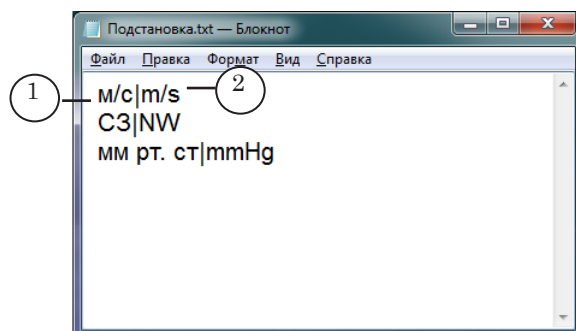 Подстановка.txt — Блокнот
Файл Правка Формат Вид Справка
1 м/с|m/s 2
СЗ|NW
мм рт. ст|mmHg